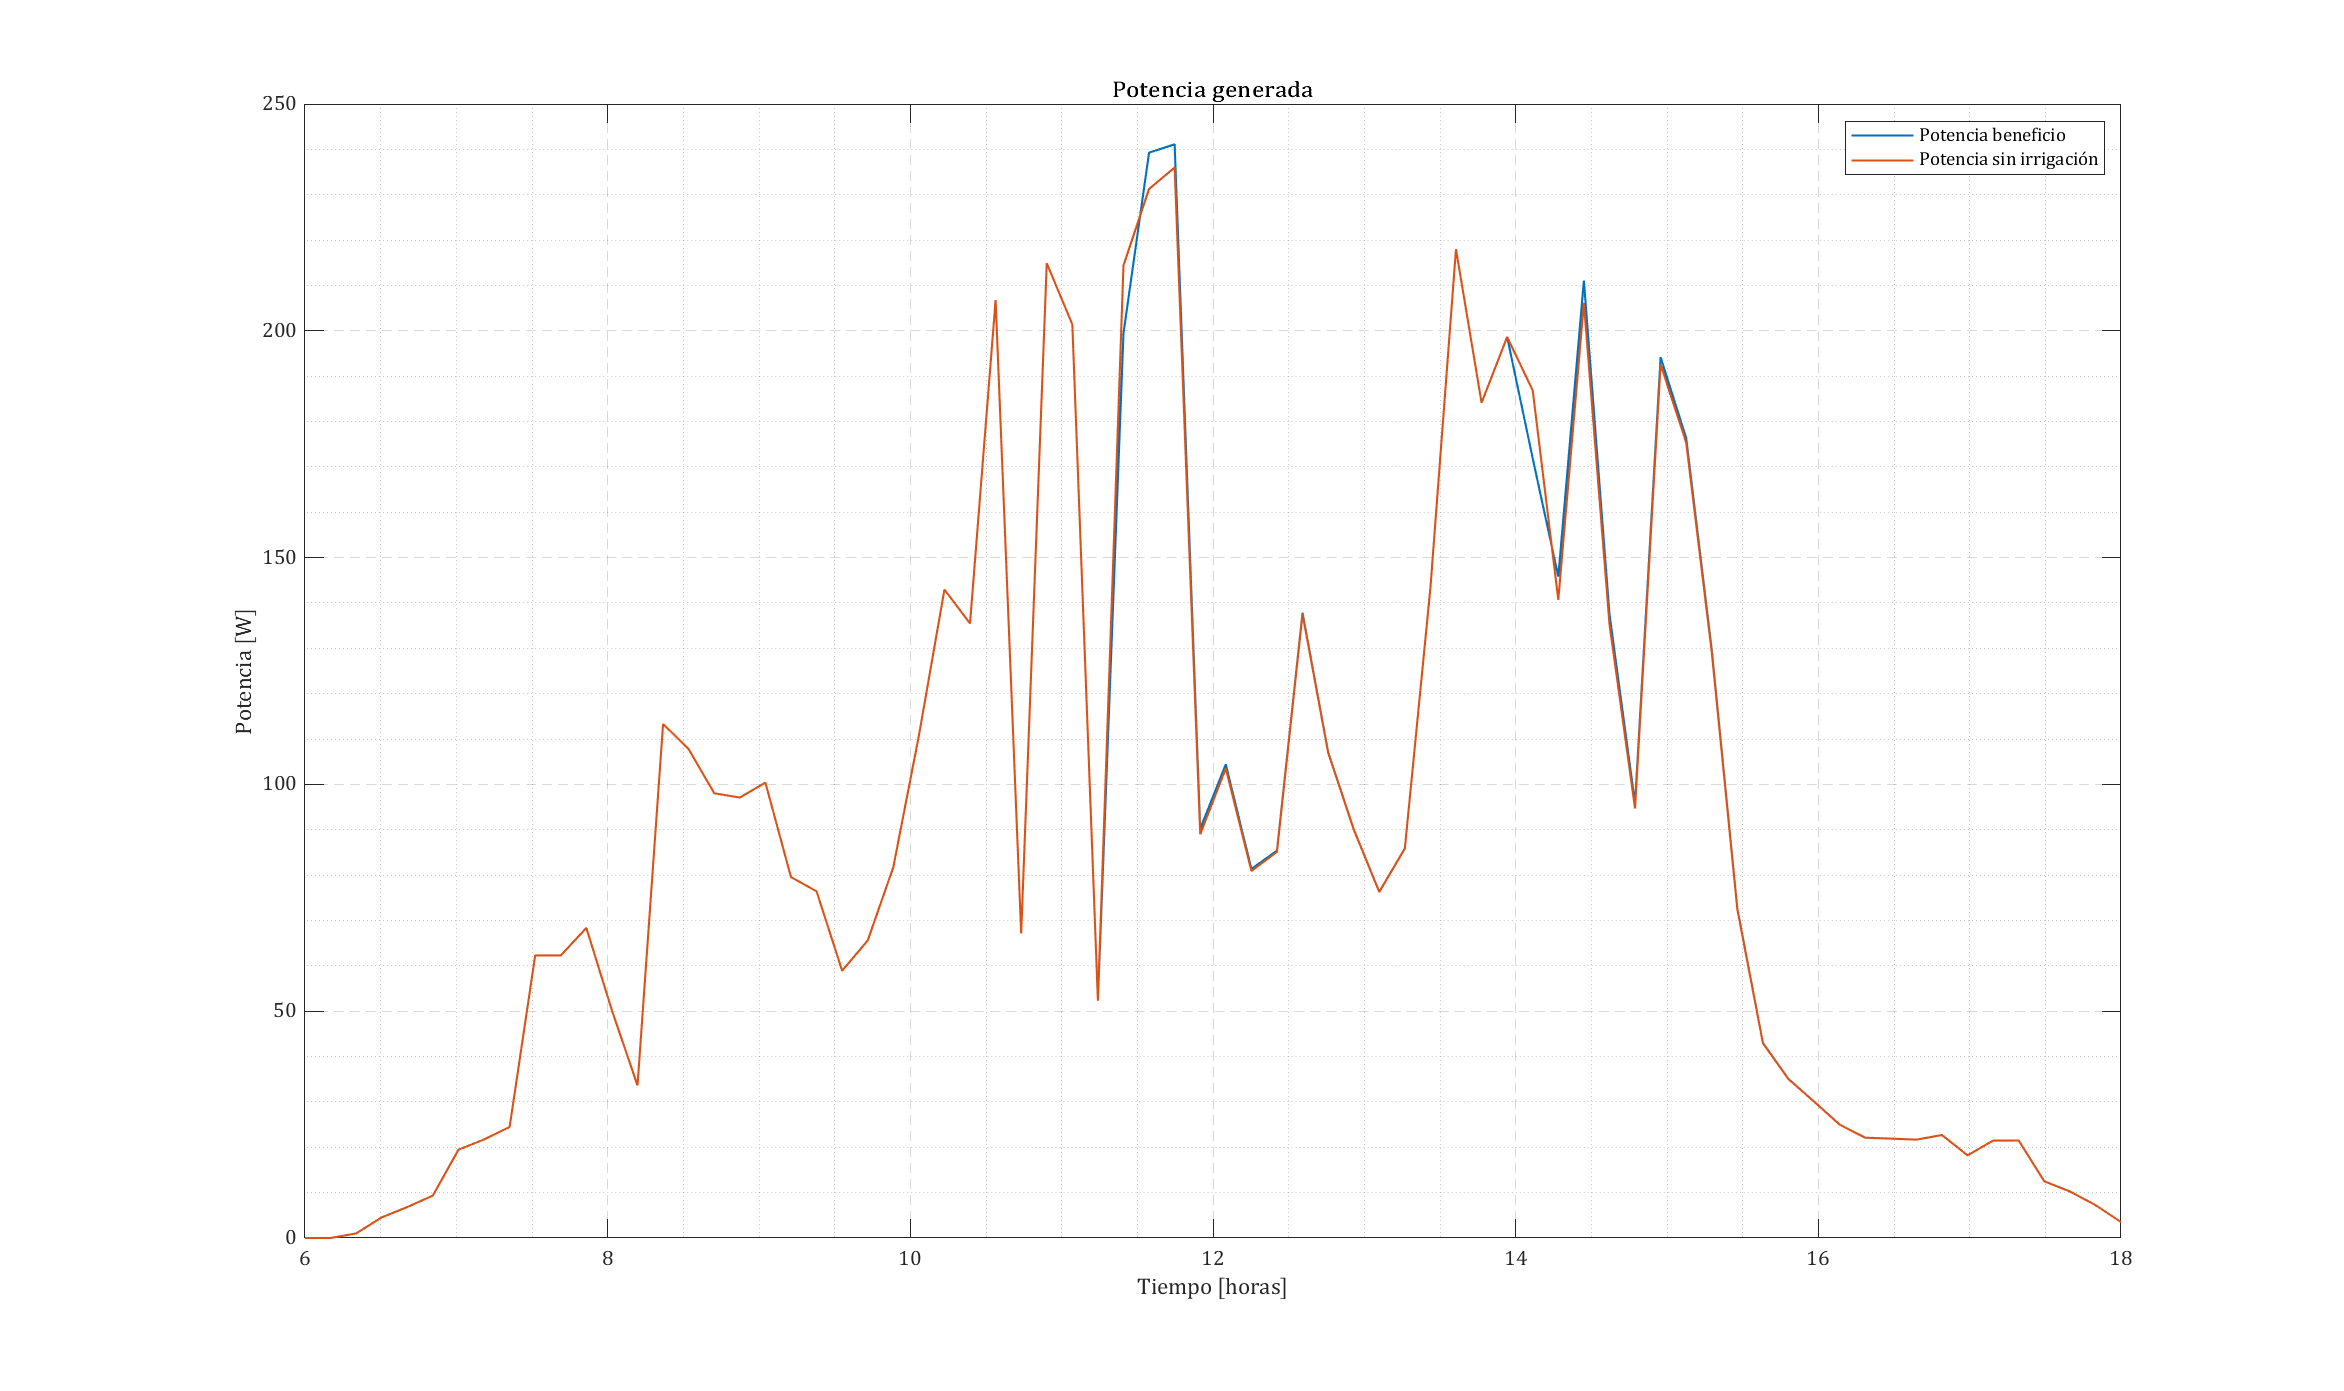 Potencia generada
250
200
150
100
50
0
Potencia [W]
Potencia beneficio
Potencia sin irrigación
6
8
10
12
14
16
18
Tiempo [horas]